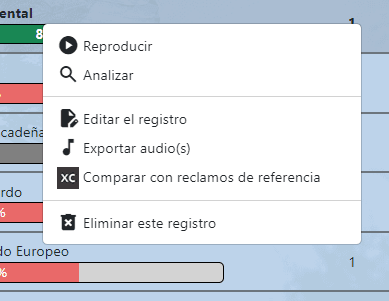 ental
1
8
Reproducir
Analizar
Editar el registro
Exportar audio(s)
cadeña
XC Comparar con reclamos de referencia
rdo
%
Eliminar este registro
do Europeo
%
1